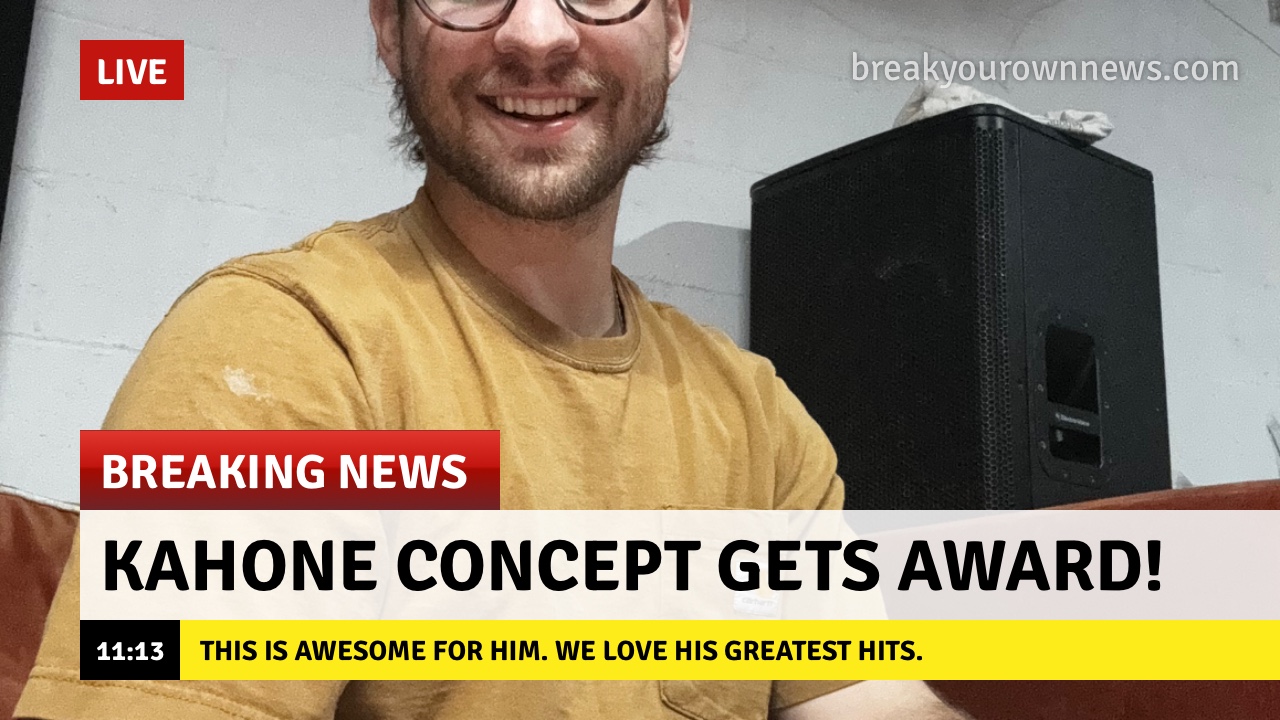 LIVE
breakyourownnews.com
BREAKING NEWS
KAHONE CONCEPT GETS AWARD!
11:13
THIS IS AWESOME FOR HIM. WE LOVE HIS GREATEST HITS.